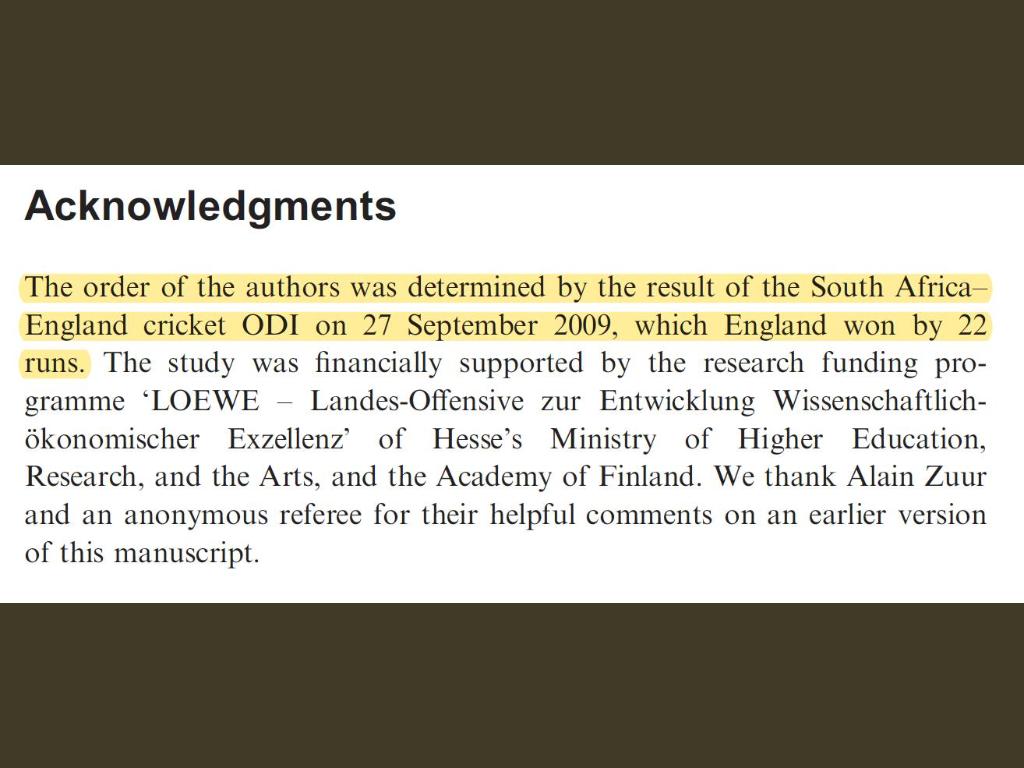 Acknowledgments
The order of the authors was determined by the result of the South Africa–
England cricket ODI on 27 September 2009, which England won by 22
runs. The study was financially supported by the research funding pro-
gramme ‘LOEWE – Landes-Offensive zur Entwicklung Wissenschaftlich-
ökonomischer Exzellenz’ of Hesse’s Ministry of Higher Education,
Research, and the Arts, and the Academy of Finland. We thank Alain Zuur
and an anonymous referee for their helpful comments on an earlier version
of this manuscript.